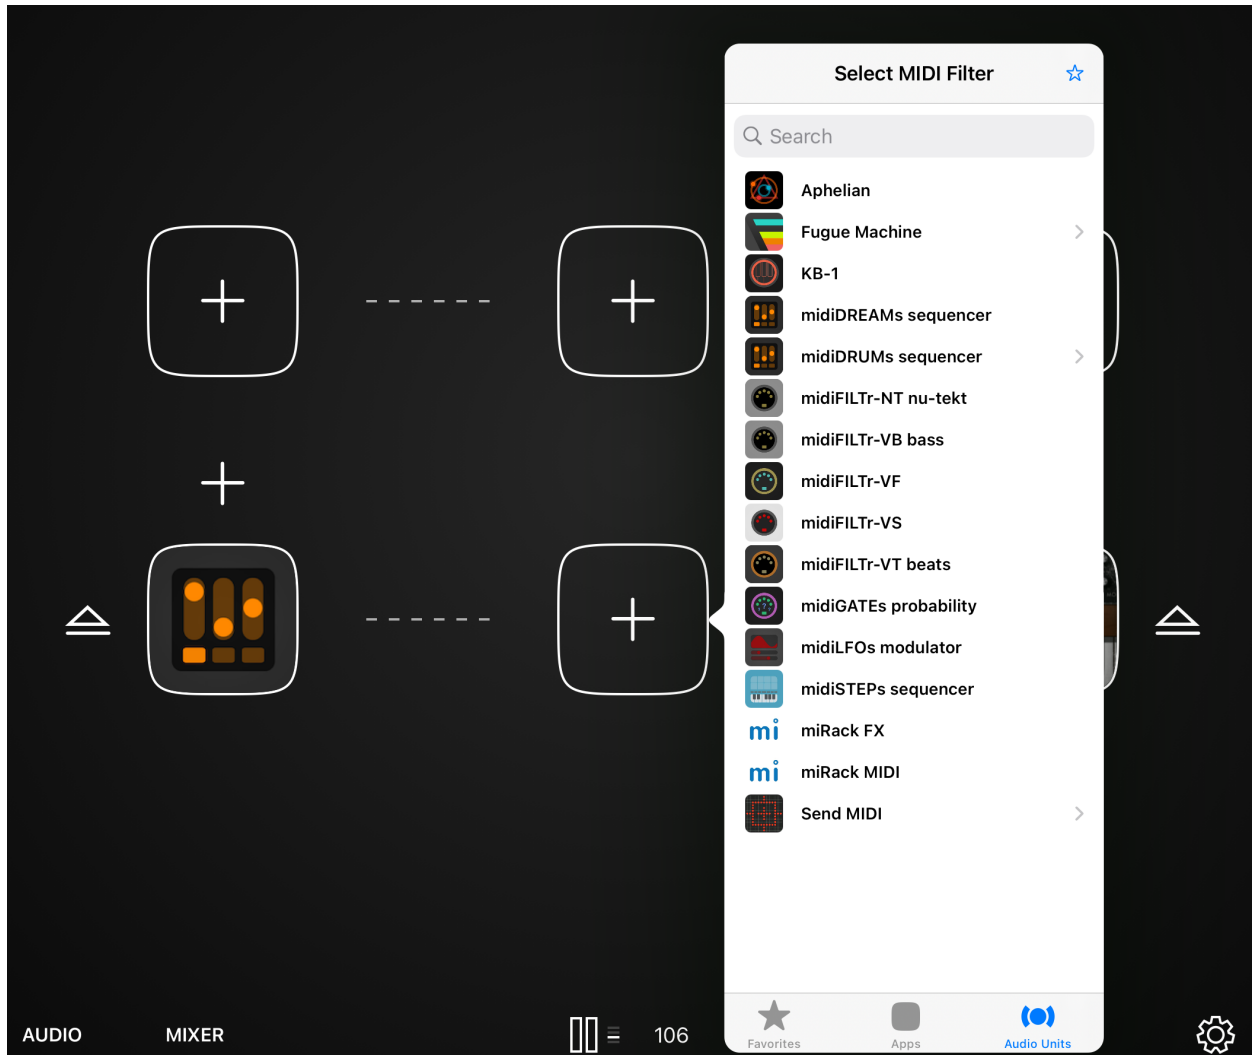 Select MIDI Filter
Search
Aphelian
Fugue Machine
KB-1
midiDREAMs sequencer
midiDRUMs sequencer
midiFILTr-NT nu-tekt
midiFILTr-VB bass
midiFILTr-VF
midiFILTr-VS
midiFILTr-VT beats
midiGATEs probability
midiLFOs modulator
midiSTEPs sequencer
mi miRack FX
mi miRack MIDI
Send MIDI
AUDIO MIXER 106
Favorites Apps Audio Units